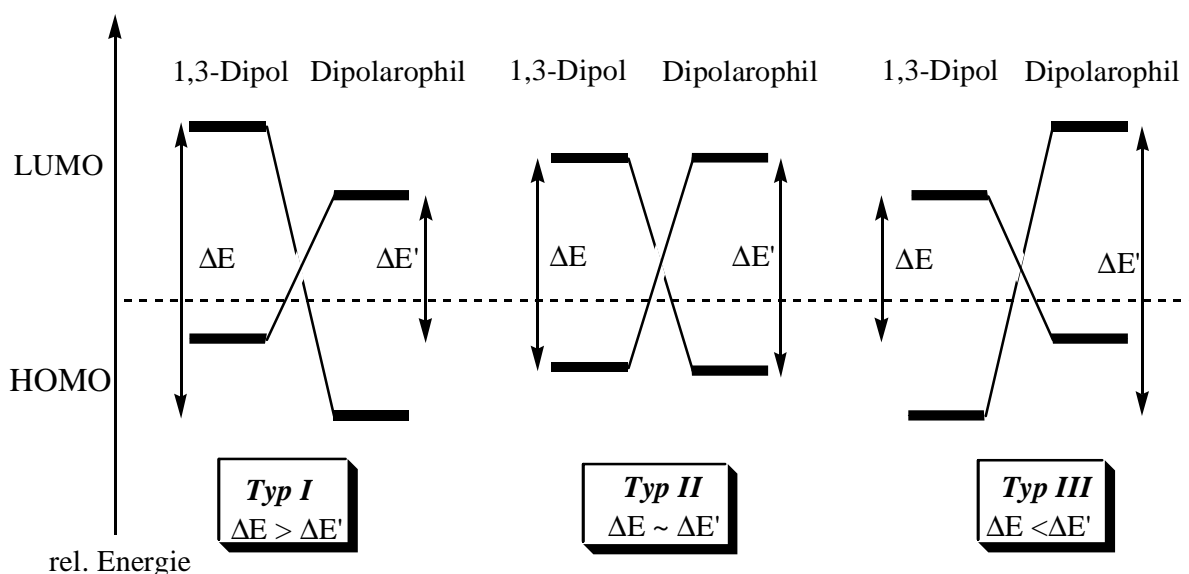 1,3-Dipol Dipolarophil
1,3-Dipol Dipolarophil
1,3-Dipol Dipolarophil
LUMO
ΔE
ΔE'
ΔE
ΔE'
ΔE
ΔE'
HOMO
Typ I
ΔE > ΔE'
Typ II
ΔE ~ ΔE'
Typ III
ΔE <ΔE'
rel. Energie